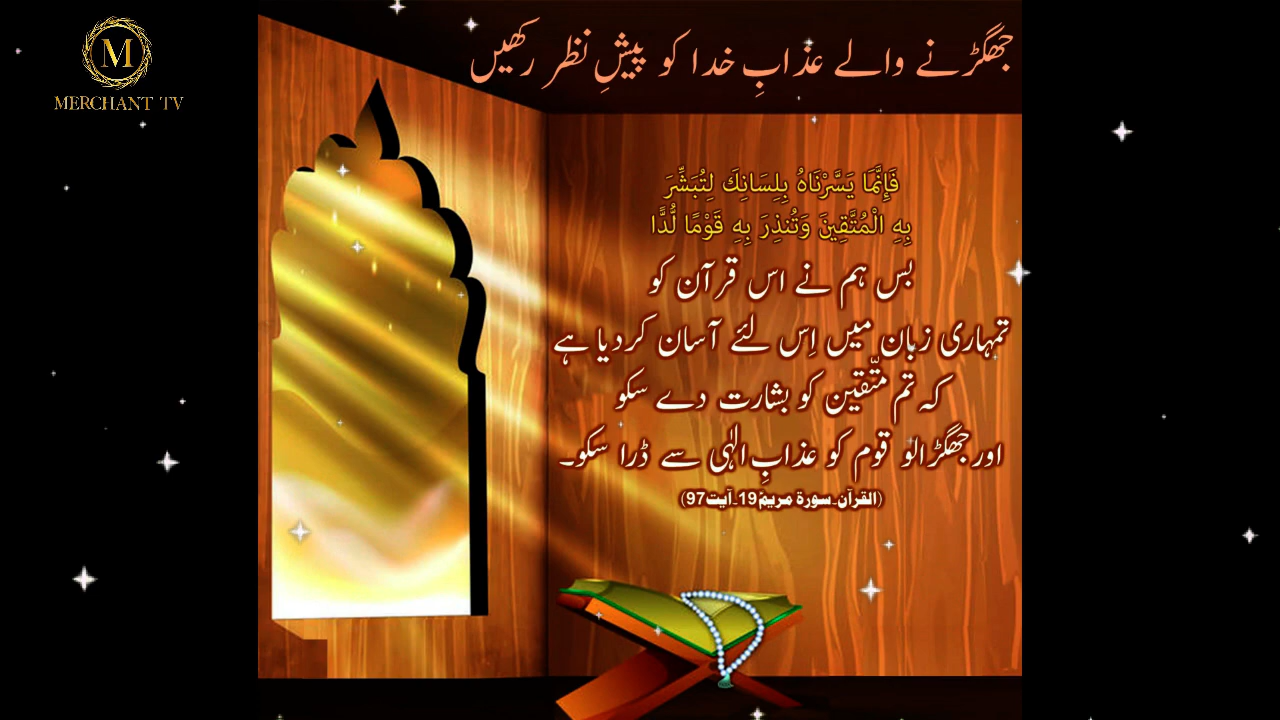 M
MERCHANT TV
جھگڑنے والے عذابِ خدا کو پیشِ نظر رکھیں
فَإِنَّمَا يَسَّرْنَاهُ بِلِسَانِكَ لِتُبَشِّرَ
بِهِ الْمُتَّقِينَ وَتُنذِرَ بِهِ قَوْمًا لُّدًّا
بس ہم نے اس قرآن کو
تمہاری زبان میں اِس لئے آسان کردیا ہے
کہ تم متّقین کو بشارت دے سکو
اور جھگڑالو قوم کو عذابِ الٰہی سے ڈرا سکو۔
(القرآن۔سورۃ مریم19۔آیت97)